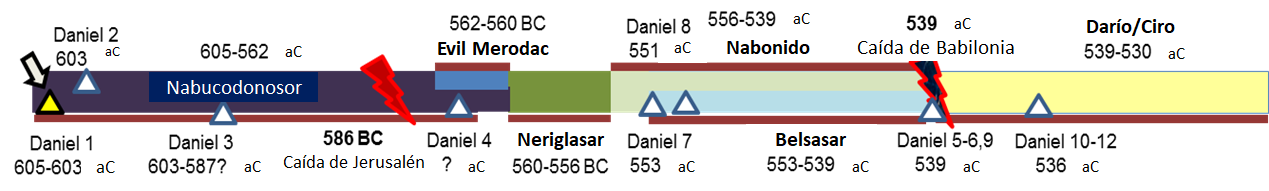 Daniel 2
603 aC
605-562 aC
Nabucodonosor
562-560 BC
Evil Merodac
Daniel 8
551 aC
556-539 aC
Nabonido
539 aC
Caída de Babilonia
Darío/Ciro
539-530 aC
Daniel 1
605-603 aC
Daniel 3
603-587? aC
586 BC
Caída de Jerusalén
Daniel 4
? aC
Neriglasar
560-556 BC
Daniel 7
553 aC
Belsasar
553-539 aC
Daniel 5-6,9
539 aC
Daniel 10-12
536 aC